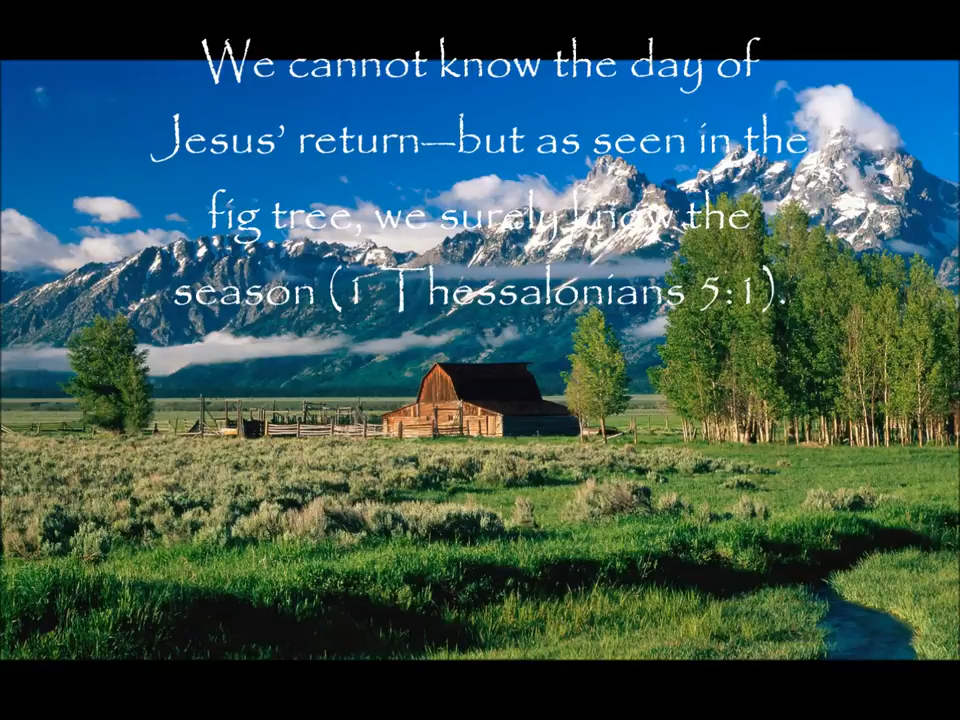 We cannot know the day of
Jesus’ return—but as seen in the
fig tree, we surely know the
season (1 Thessalonians 5:1).